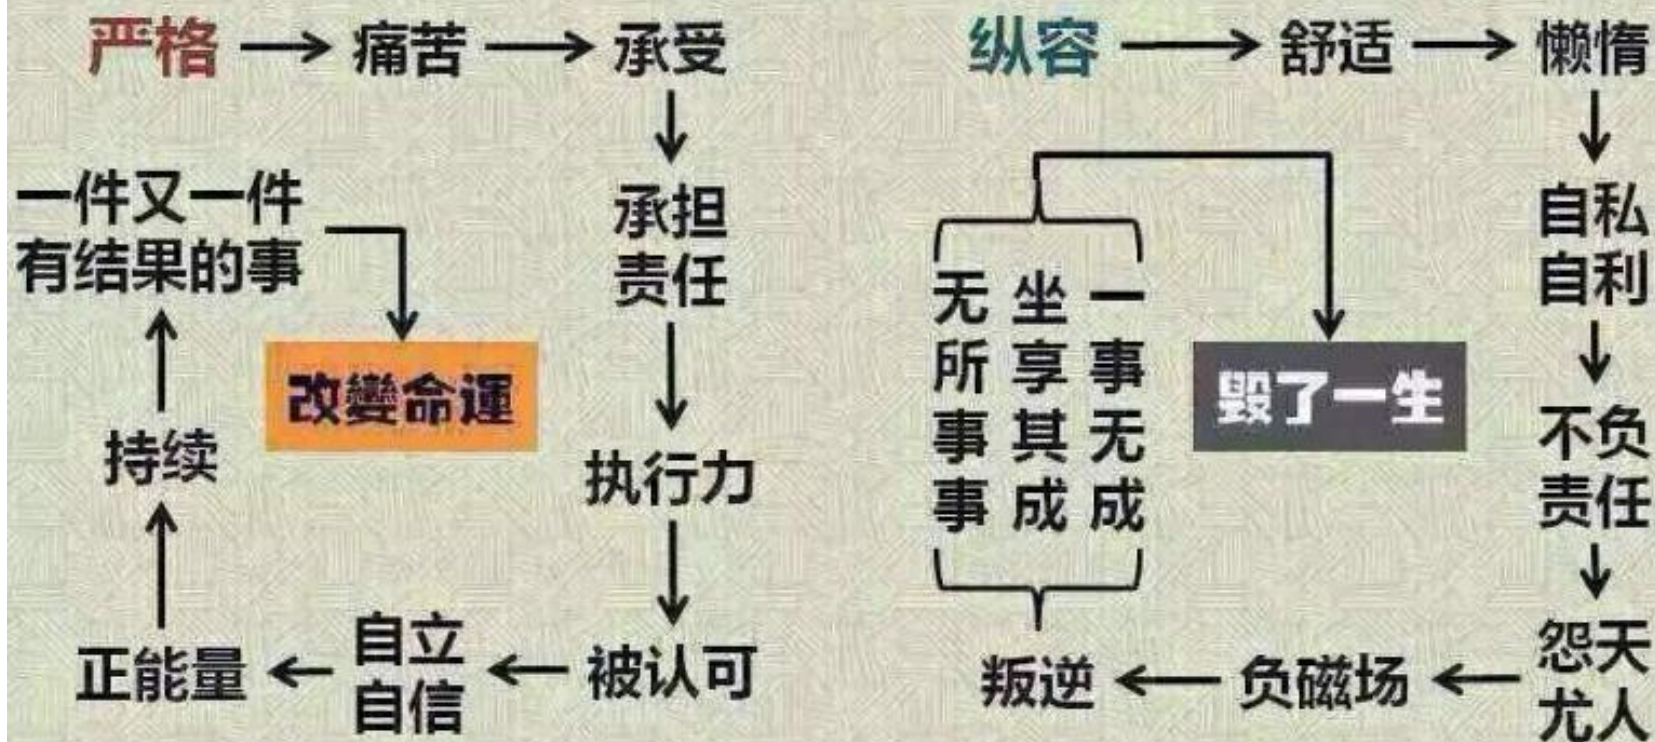 严格
痛苦
承受
承担
责任
执行力
被认可
自立
自信
正能量
持续
一件又一件
有结果的事
改變命運
纵容
舒适
懒惰
自私
自利
不负
责任
怨天
尤人
负磁场
叛逆
无所事事
坐享其成
一事无成
毁了一生